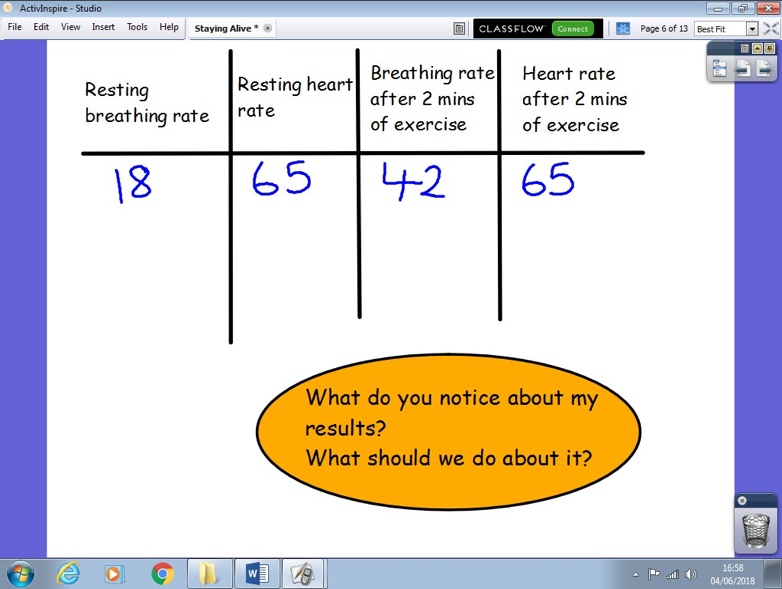 ActivInspire - Studio
File Edit View Insert Tools Help Staying Alive * CLASSFLOW Connect Page 6 of 13 Best Fit
Resting
breathing rate
Resting heart
rate
Breathing rate
after 2 mins
of exercise
Heart rate
after 2 mins
of exercise
18 65 42 65
What do you notice about my
results?
What should we do about it?
16:58
04/06/2018